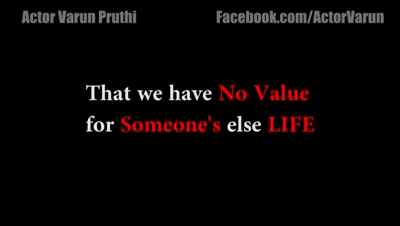 Actor Varun Pruthi Facebook.com/ActorVarun
That we have No Value
for Someone's else LIFE